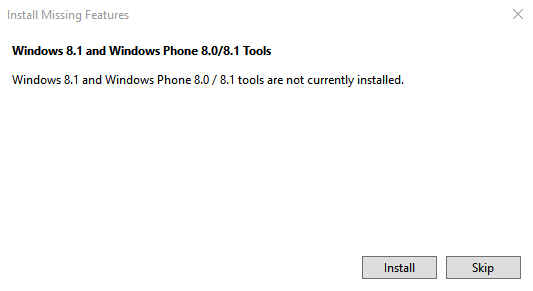 Install Missing Features
Windows 8.1 and Windows Phone 8.0/8.1 Tools
Windows 8.1 and Windows Phone 8.0 / 8.1 tools are not currently installed.
Install Skip